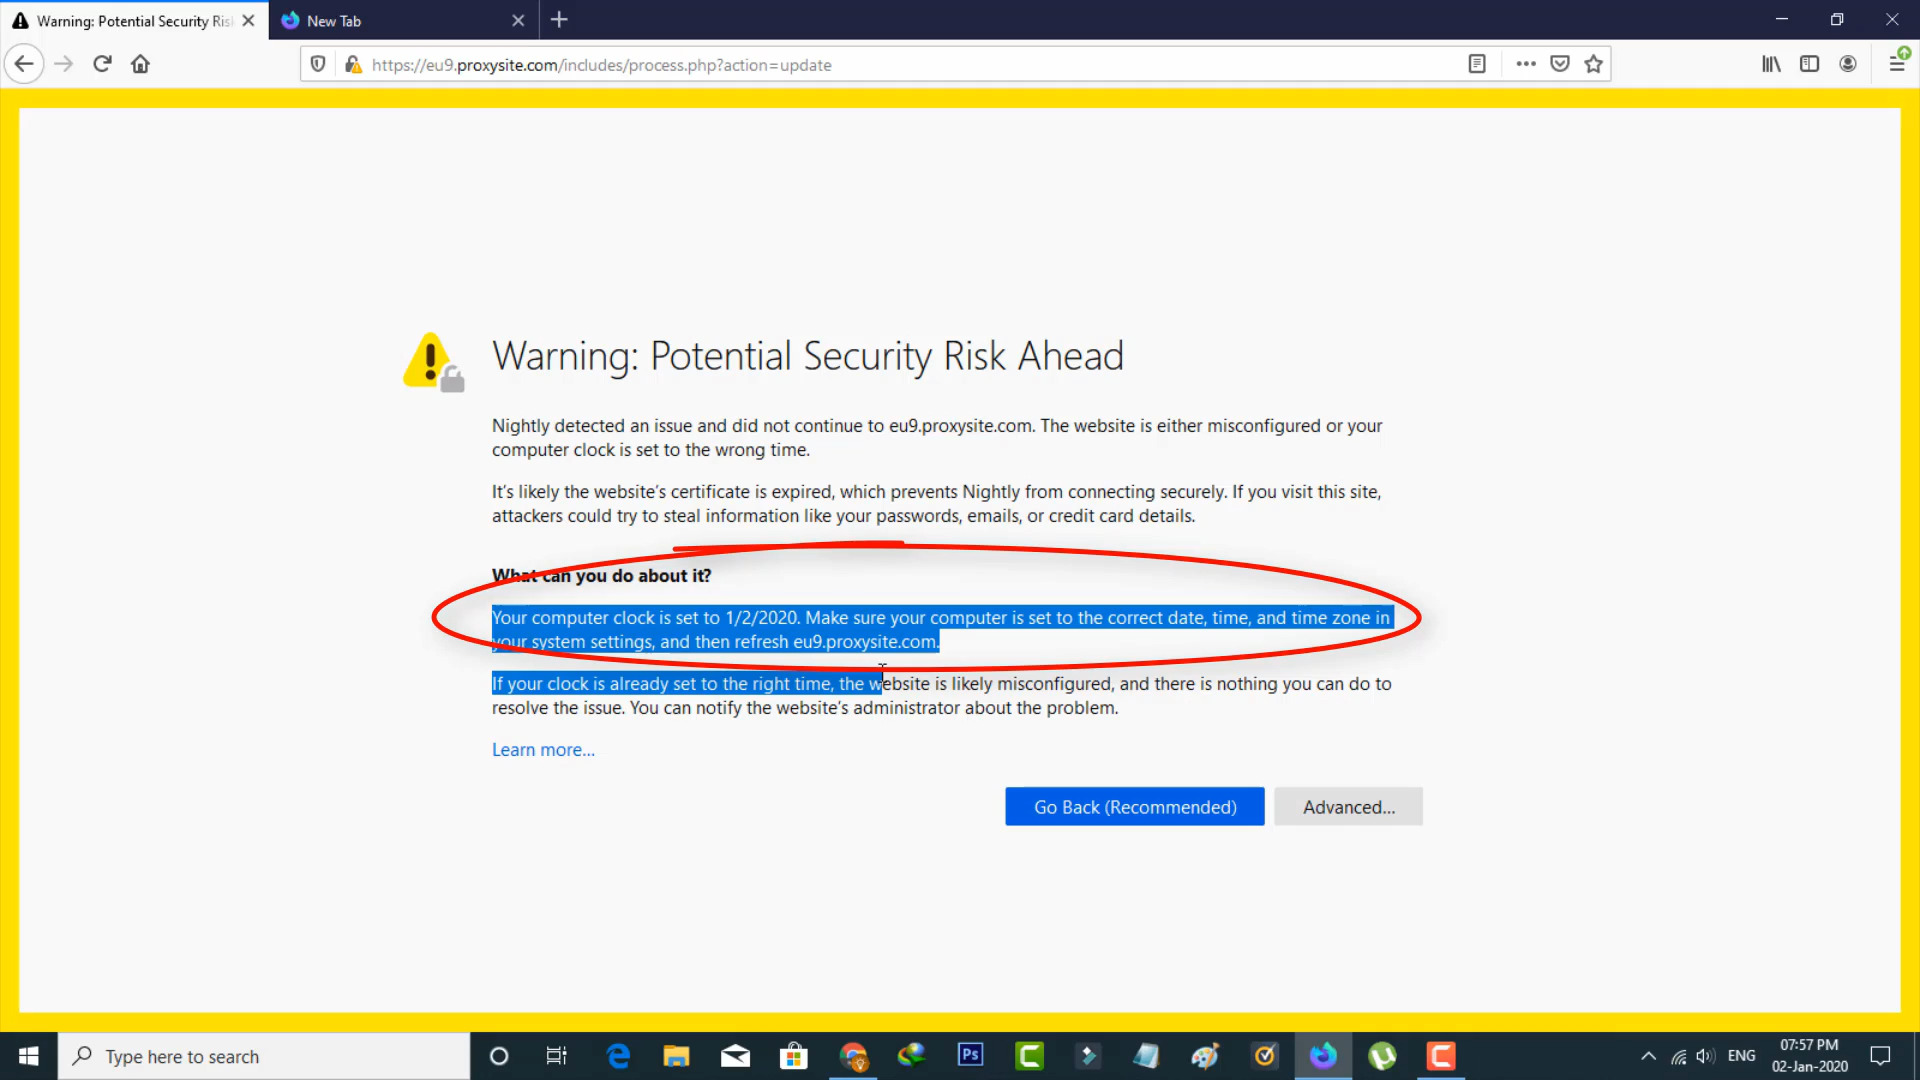 Warning: Potential Security Ris
New Tab
https://eu9.proxysite.com/includes/process.php?action=update
Warning: Potential Security Risk Ahead
Nightly detected an issue and did not continue to eu9.proxysite.com. The website is either misconfigured or your
computer clock is set to the wrong time.
It's likely the website's certificate is expired, which prevents Nightly from connecting securely. If you visit this site,
attackers could try to steal information like your passwords, emails, or credit card details.
What can you do about it?
Your computer clock is set to 1/2/2020. Make sure your computer is set to the correct date, time, and time zone in
your system settings, and then refresh eu9.proxysite.com.
If your clock is already set to the right time, the website is likely misconfigured, and there is nothing you can do to
resolve the issue. You can notify the website's administrator about the problem.
Learn more...
Go Back (Recommended)
Advanced...
Type here to search
Ps
ENG
07:57 PM
02-Jan-2020